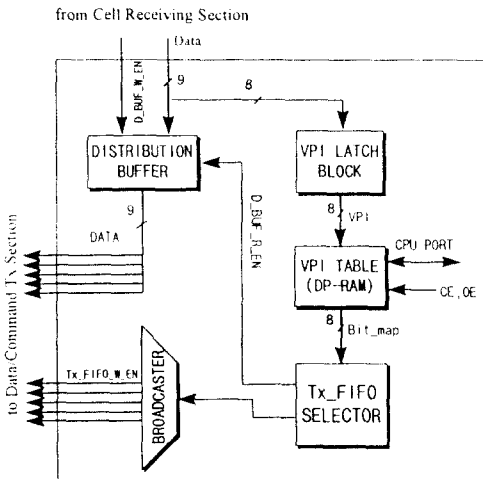 from Cell Receiving Section
Data
D_BUF_W_EN
9
8
DISTRIBUTION
BUFFER
VPI LATCH
BLOCK
9
DATA
D_BUF_R_EN
8
VPI
CPU PORT
VPI TABLE
(DP-RAM)
CE,OE
8
Bit_map
to Data/Command Tx Section
Tx_FIFO_W_EN
BROADCASTER
Tx_FIFO
SELECTOR